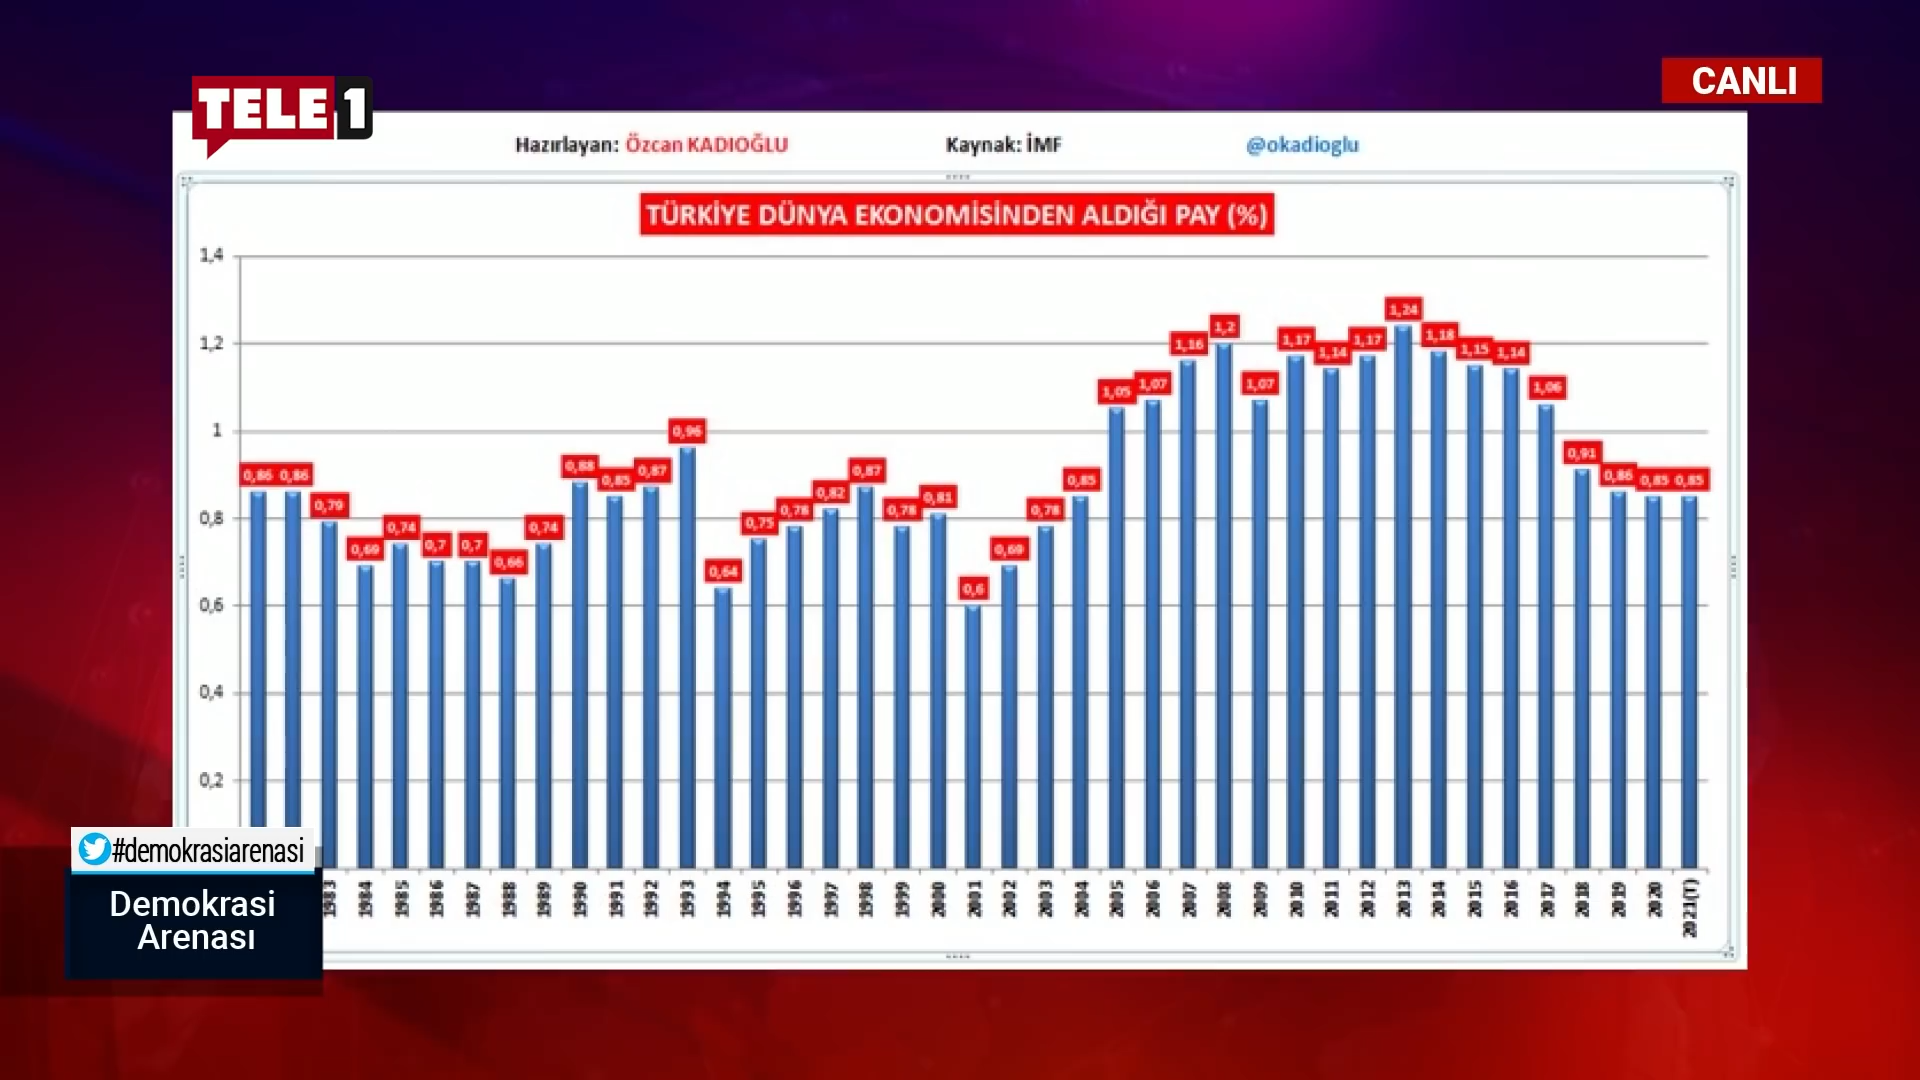 TELE1
CANLI
Hazırlayan: Özcan KADIOĞLU Kaynak: İMF @okadioglu
TÜRKİYE DÜNYA EKONOMİSİNDEN ALDIĞI PAY (%)
1,4
1,2
1
0,8
0,6
0,4
0,2
0,86 0,86 0,79 0,69 0,74 0,7 0,7 0,66 0,74 0,88 0,85 0,87 0,96 0,64 0,75 0,78 0,82 0,87 0,78 0,81 0,6 0,69 0,78 0,85 1,05 1,07 1,16 1,2 1,07 1,17 1,14 1,17 1,24 1,18 1,15 1,14 1,06 0,91 0,86 0,85 0,85
1983 1984 1985 1986 1987 1988 1989 1990 1991 1992 1993 1994 1995 1996 1997 1998 1999 2000 2001 2002 2003 2004 2005 2006 2007 2008 2009 2010 2011 2012 2013 2014 2015 2016 2017 2018 2019 2020 2021(T)
#demokrasiarenasi
Demokrasi
Arenası